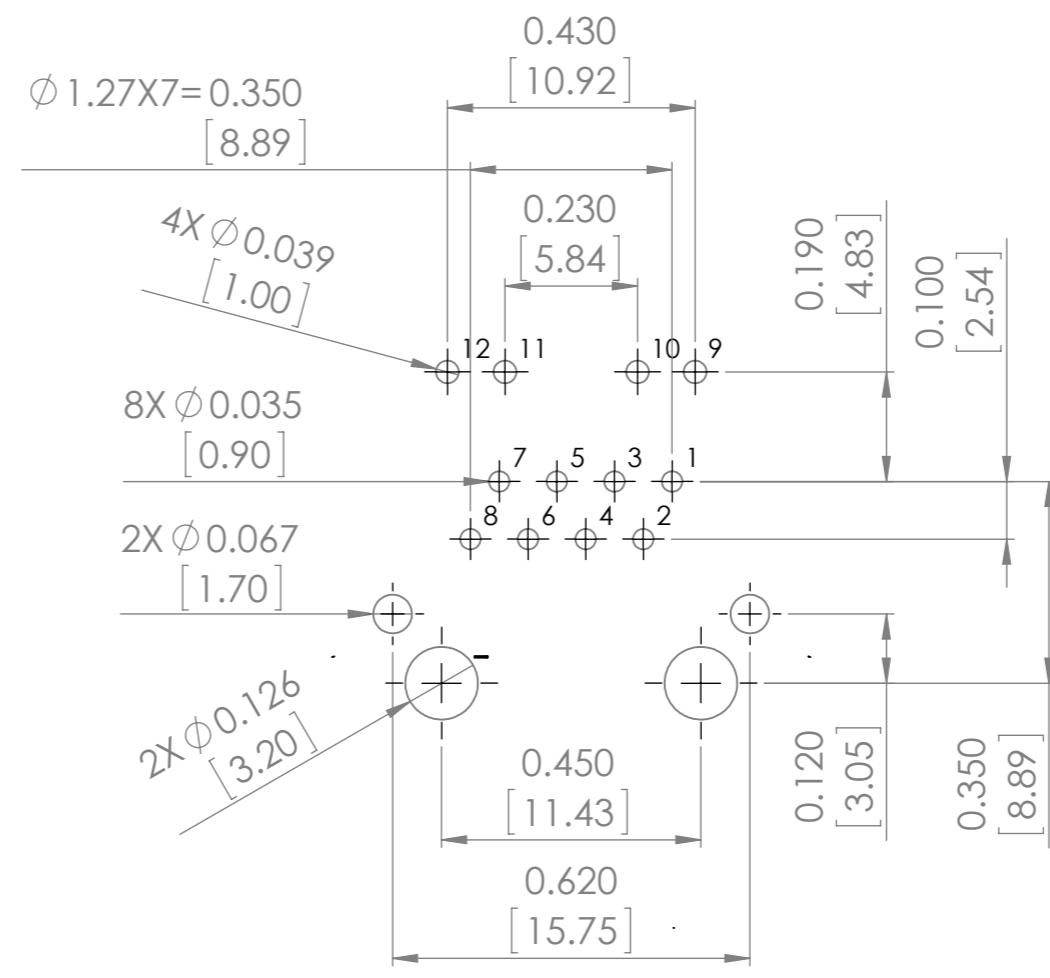 0.430
[10.92]
∅1.27X7=0.350
[8.89]
0.230
[5.84]
4X ∅0.039
[1.00]
0.190
[4.83]
0.100
[2.54]
12 11 10 9
8X ∅0.035
[0.90]
7 5 3 1
8 6 4 2
2X ∅0.067
[1.70]
2X ∅0.126
[3.20]
0.450
[11.43]
0.120
[3.05]
0.350
[8.89]
0.620
[15.75]